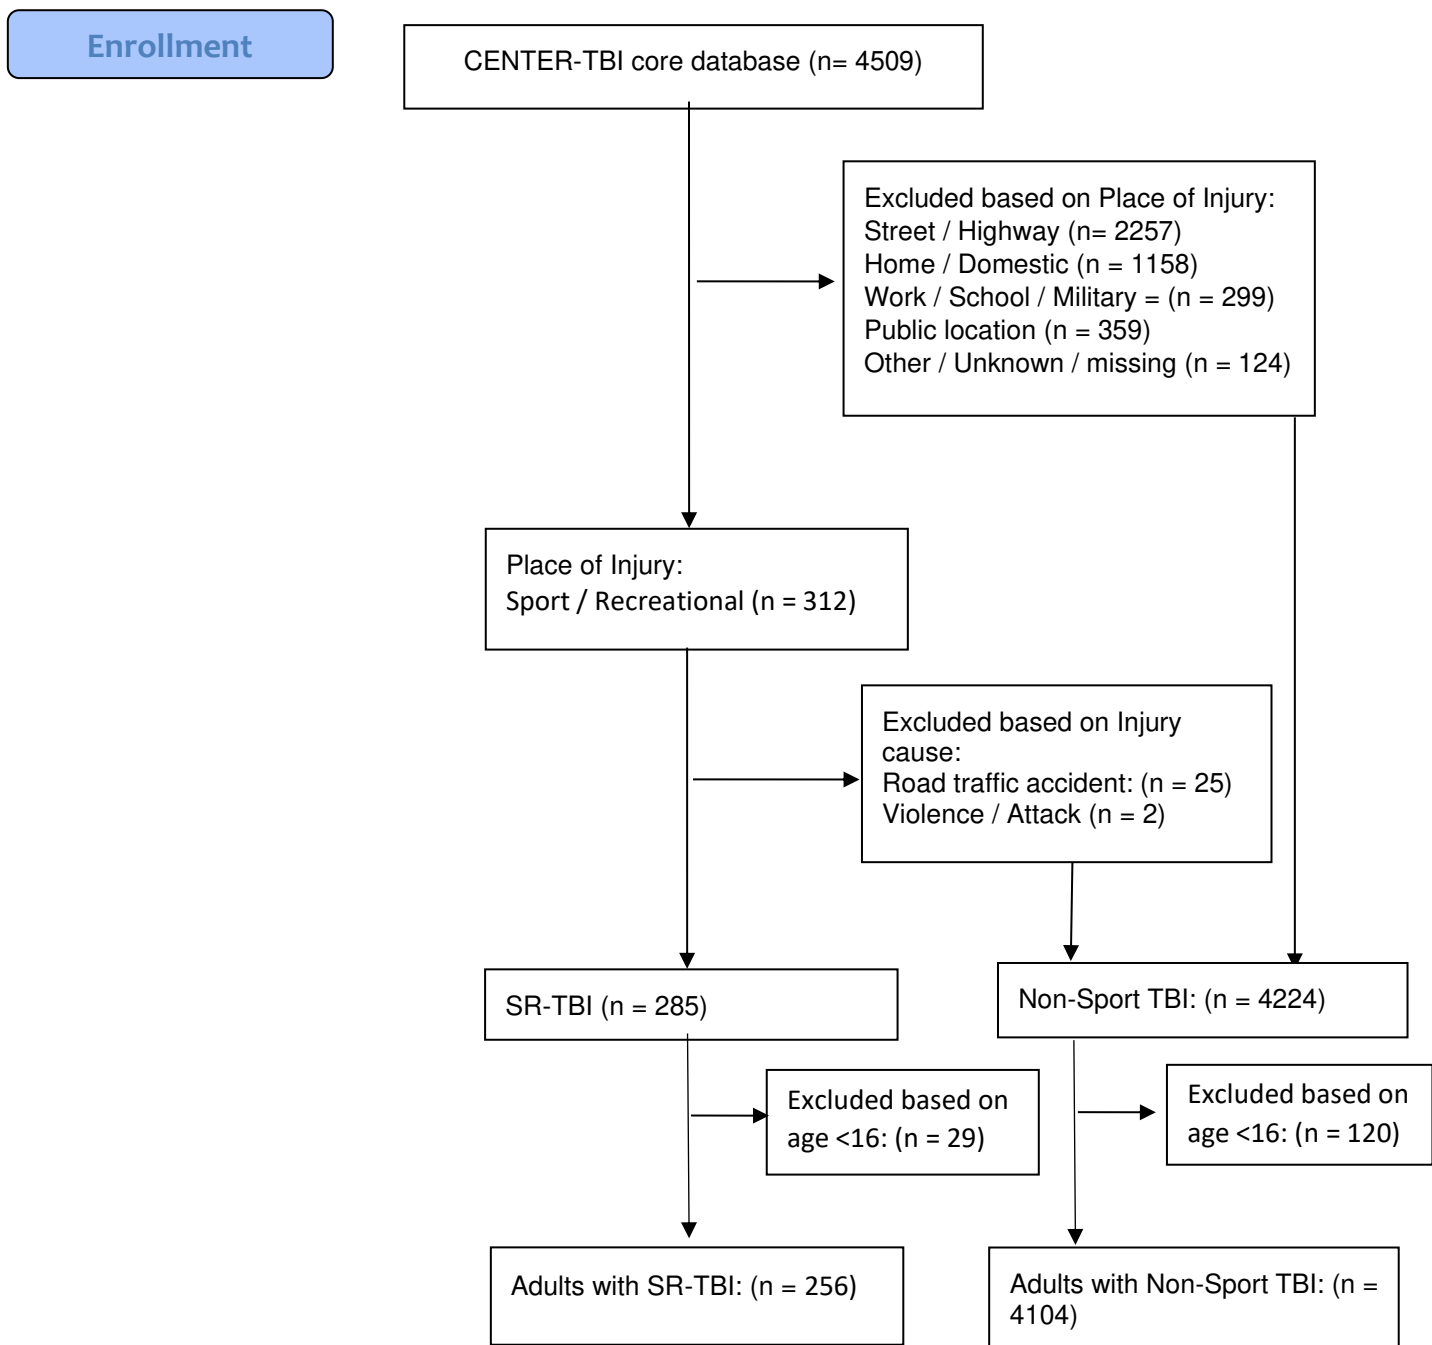 Enrollment
CENTER-TBI core database (n= 4509)
Excluded based on Place of Injury:
Street / Highway (n= 2257)
Home / Domestic (n = 1158)
Work / School / Military = (n = 299)
Public location (n = 359)
Other / Unknown / missing (n = 124)
Place of Injury:
Sport / Recreational (n = 312)
Excluded based on Injury
cause:
Road traffic accident: (n = 25)
Violence / Attack (n = 2)
SR-TBI (n = 285)
Non-Sport TBI: (n = 4224)
Excluded based on
age <16: (n = 29)
Excluded based on
age <16: (n = 120)
Adults with SR-TBI: (n = 256)
Adults with Non-Sport TBI: (n =
4104)